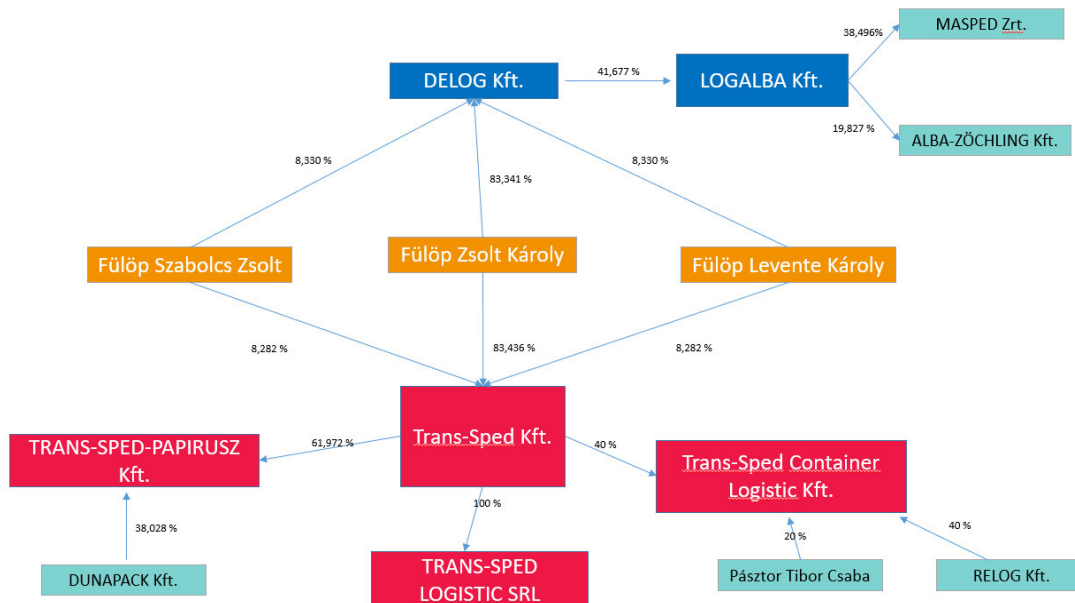 MASPED Zrt.
38,496%
DELOG Kft.
41,677 %
LOGALBA Kft.
19,827%
ALBA-ZÖCHLING Kft.
8,330 %
83,341 %
8,330 %
Fülöp Szabolcs Zsolt
Fülöp Zsolt Károly
Fülöp Levente Károly
8,282 %
83,436 %
8,282 %
TRANS-SPED-PAPIRUSZ
Kft.
61,972 %
Trans-Sped Kft.
40 %
Trans-Sped Container
Logistic Kft.
100 %
38,028 %
20 %
40 %
DUNAPACK Kft.
TRANS-SPED
LOGISTIC SRL
Pásztor Tibor Csaba
RELOG Kft.